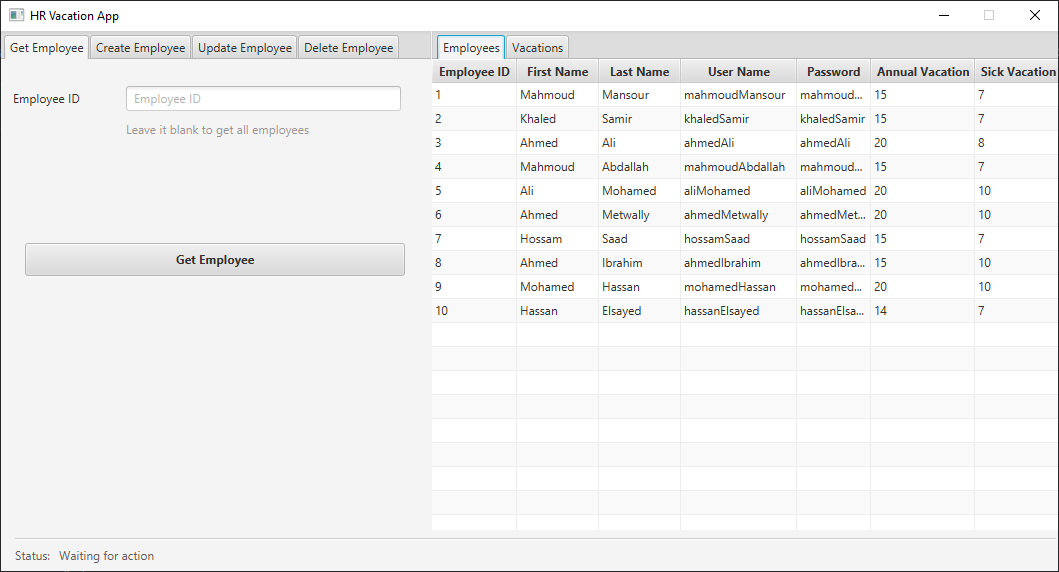 HR Vacation App
Get Employee Create Employee Update Employee Delete Employee Employees Vacations
Employee ID Employee ID
Leave it blank to get all employees
Get Employee
Employee ID First Name Last Name User Name Password Annual Vacation Sick Vacation
1 Mahmoud Mansour mahmoudMansour mahmoud... 15 7
2 Khaled Samir khaledSamir khaledSamir 15 7
3 Ahmed Ali ahmedAli ahmedAli 20 8
4 Mahmoud Abdallah mahmoudAbdallah mahmoud... 15 7
5 Ali Mohamed aliMohamed aliMohamed 20 10
6 Ahmed Metwally ahmedMetwally ahmedMet... 20 10
7 Hossam Saad hossamSaad hossamSaad 15 7
8 Ahmed Ibrahim ahmedIbrahim ahmedIbra... 15 10
9 Mohamed Hassan mohamedHassan mohamed... 20 10
10 Hassan Elsayed hassanElsayed hassanElsa... 14 7
Status: Waiting for action